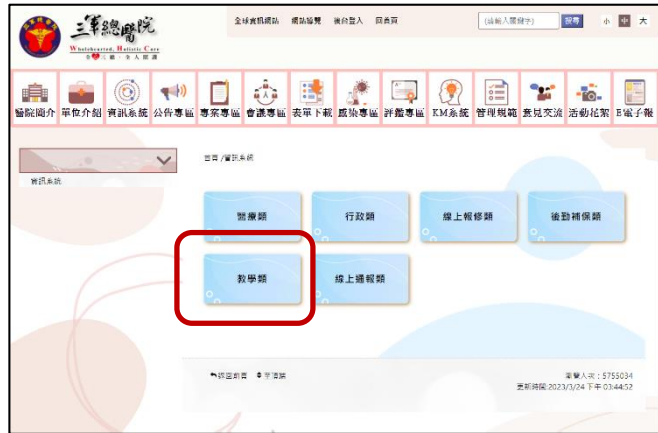 三軍總醫院
Wholehearted, Holistic Care
全球資訊網站 網站導覽 後台登入 回首頁
(請輸入關鍵字) 搜尋 小 中 大
醫院簡介 單位介紹 資訊系統 公告專區 專案專區 會議專區 表單下載 感染專區 評鑑專區 KM系統 管理規範 意見交流 活動花絮 E電子報
首頁 /資訊系統
資訊系統
醫療類 行政類 線上報修類 後勤補保類
教學類 線上通報類
返回前頁 至頂端
瀏覽人次：5755034
更新時間:2023/3/24 下午 03:44:52